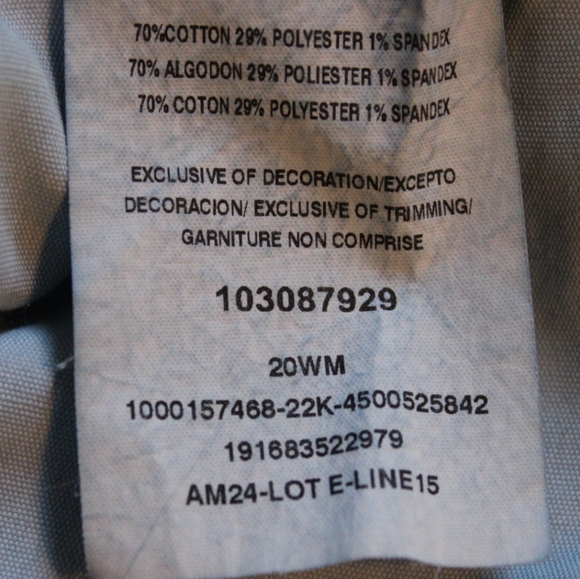 70%COTTON 29% POLYESTER 1% SPANDEX
70% ALGODON 29% POLIESTER 1% SPANDEX
70% COTON 29% POLYESTER 1% SPANDEX
EXCLUSIVE OF DECORATION/EXCEPTO
DECORACION/ EXCLUSIVE OF TRIMMING/
GARNITURE NON COMPRISE
103087929
20WM
1000157468-22K-4500525842
191683522979
AM24-LOT E-LINE15